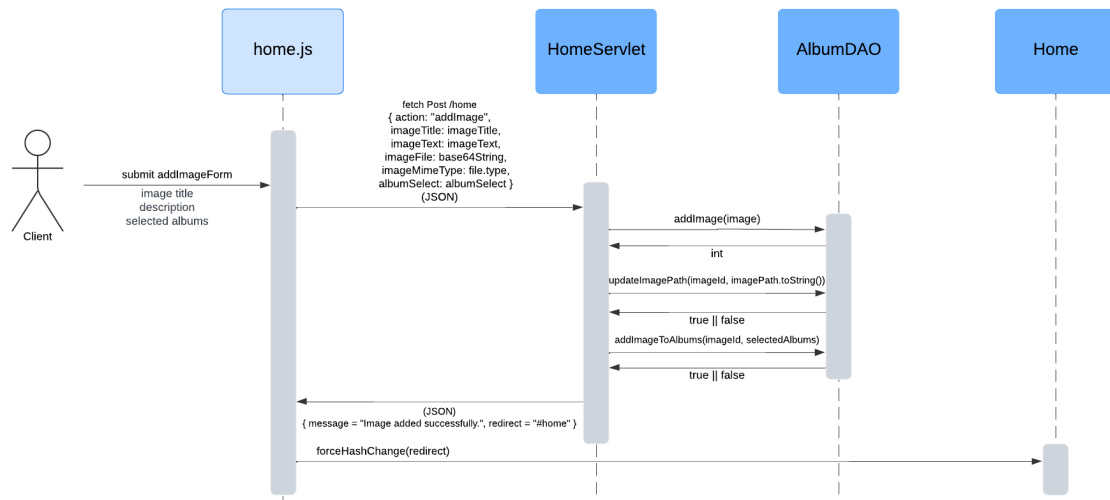 home.js
HomeServlet
AlbumDAO
Home
fetch Post /home
{ action: "addImage",
imageTitle: imageTitle,
imageText: imageText,
imageFile: base64String,
imageMimeType: file.type,
albumSelect: albumSelect }
(JSON)
submit addImageForm
image title
description
selected albums
Client
addImage(image)
int
updateImagePath(imageId, imagePath.toString())
true || false
addImageToAlbums(imageId, selectedAlbums)
true || false
(JSON)
{ message = "Image added successfully.", redirect = "#home" }
forceHashChange(redirect)